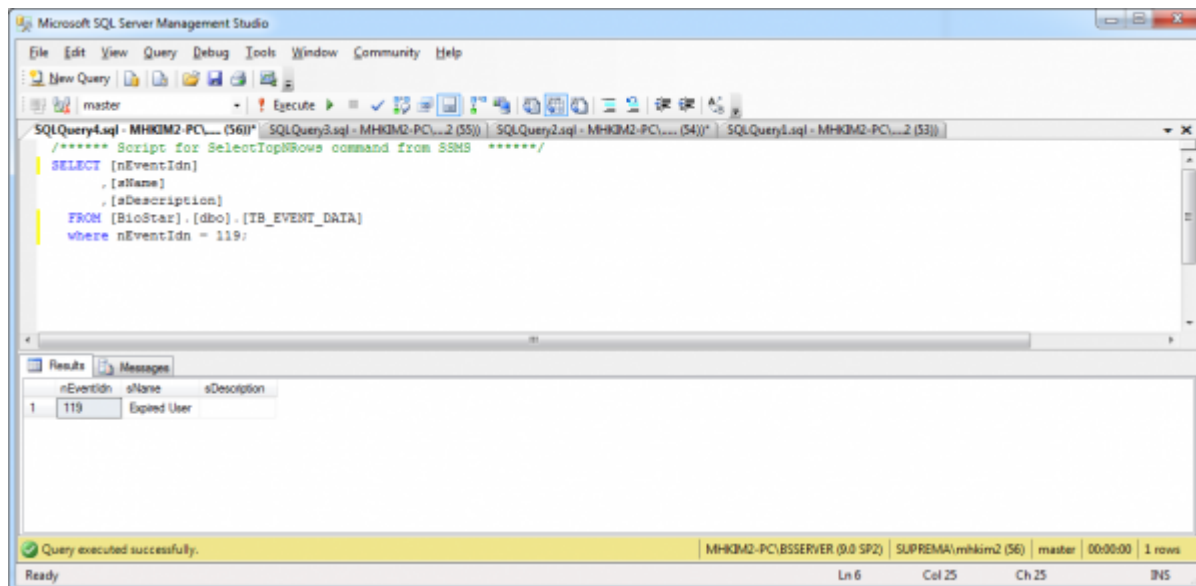 Microsoft SQL Server Management Studio
File Edit View Query Debug Tools Window Community Help
New Query
master Execute
SQLQuery4.sql - MHKIM2-PC\..... (56))* SQLQuery3.sql - MHKIM2-PC\....2 (55)) SQLQuery2.sql - MHKIM2-PC\..... (54))* SQLQuery1.sql - MHKIM2-PC\....2 (53))
/****** Script for SelectTopNRows command from SSMS ******/
SELECT [nEventIdn]
,[sName]
,[sDescription]
FROM [BioStar].[dbo].[TB_EVENT_DATA]
where nEventIdn = 119;
Results Messages
nEventIdn sName sDescription
1 119 Expired User
Query executed successfully. MHKIM2-PC\BSSERVER (9.0 SP2) SUPREMA\mhkim2 (56) master 00:00:00 1 rows
Ready Ln 6 Col 25 Ch 25 INS